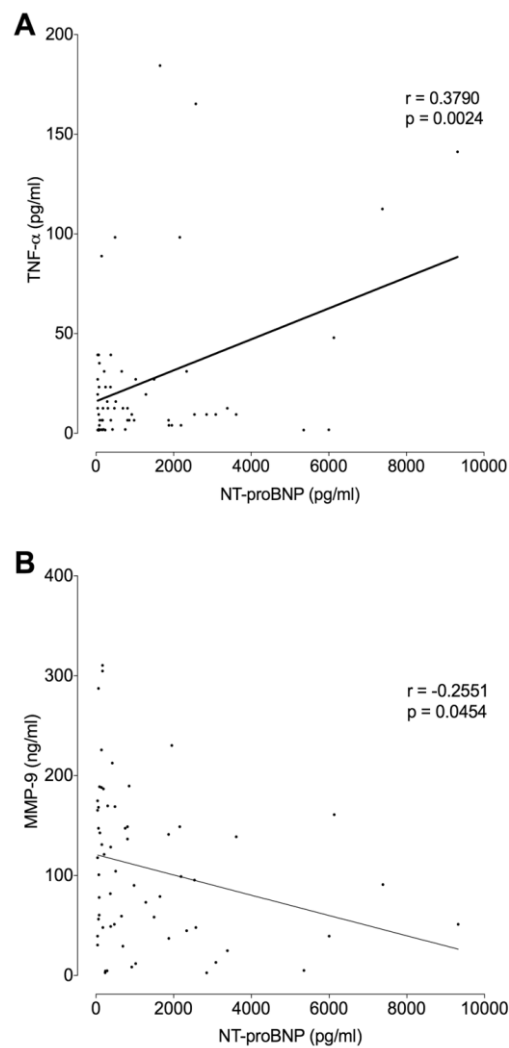 A
200
150
100
50
0
TNF-α (pg/ml)
r = 0.3790
p = 0.0024
0 2000 4000 6000 8000 10000
NT-proBNP (pg/ml)
B
400
300
200
100
0
MMP-9 (ng/ml)
r = -0.2551
p = 0.0454
0 2000 4000 6000 8000 10000
NT-proBNP (pg/ml)